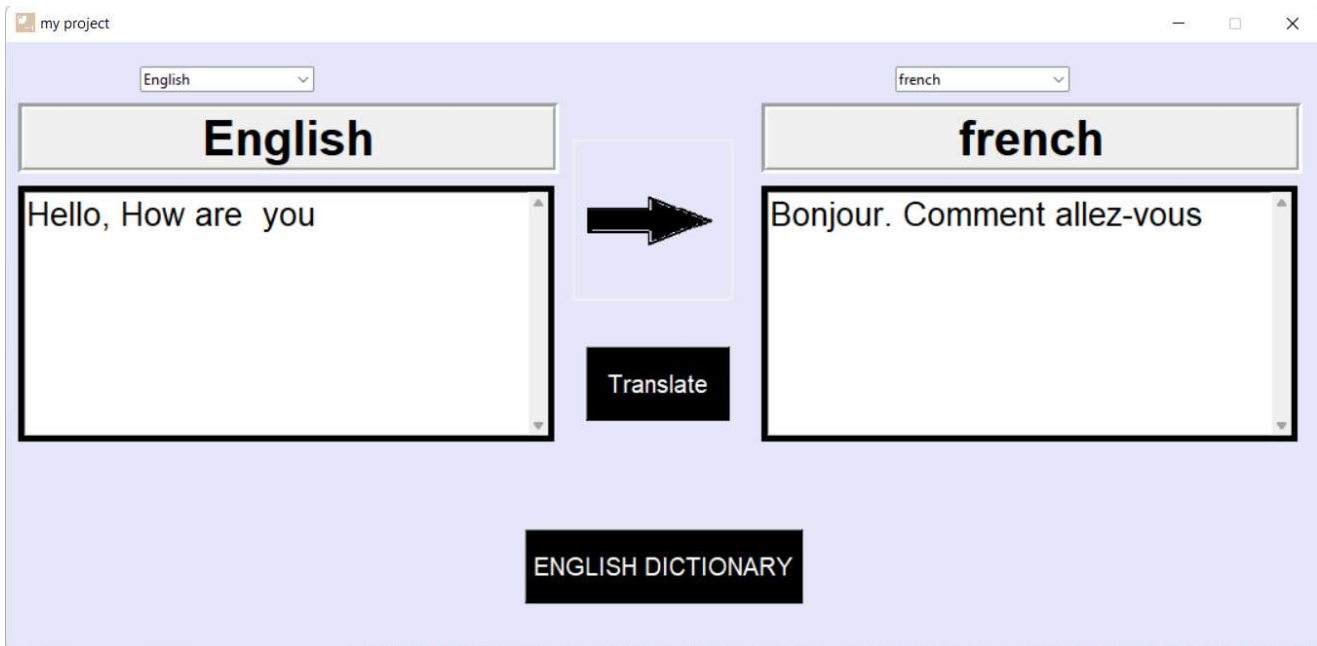 my project
English
french
English
french
Hello, How are  you
Bonjour. Comment allez-vous
Translate
ENGLISH DICTIONARY